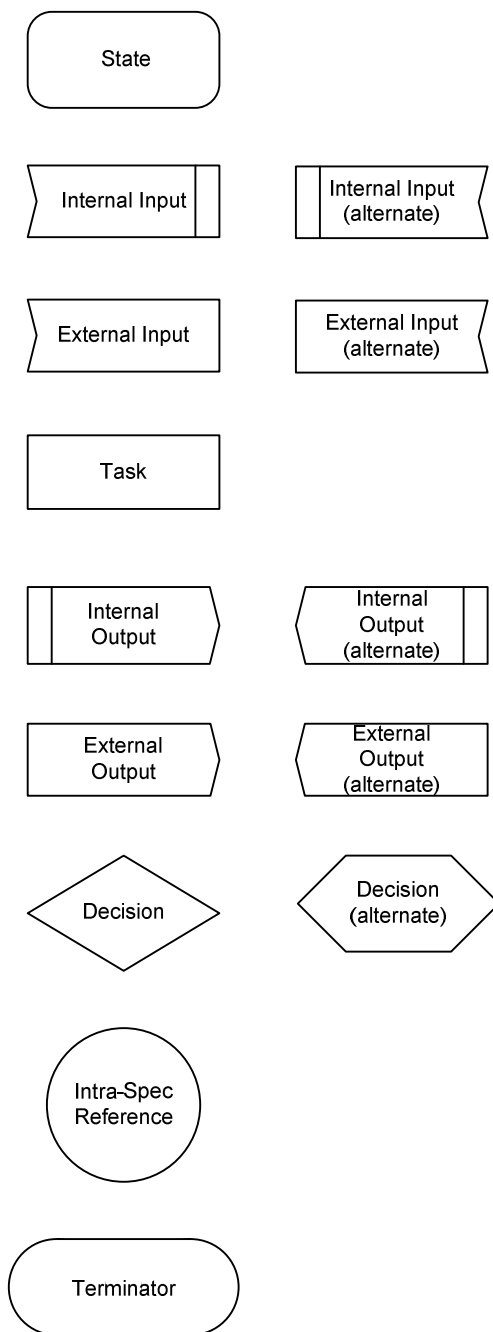 State
Internal Input
Internal Input
(alternate)
External Input
External Input
(alternate)
Task
Internal
Output
Internal
Output
(alternate)
External
Output
External
Output
(alternate)
Decision
Decision
(alternate)
Intra-Spec
Reference
Terminator